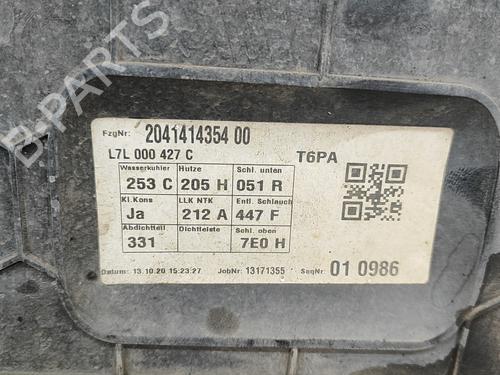 B-PARTS
FzgNr: 2041414354 00
L7L 000 427 C T6PA
Wasserkuhler Hutze Schl. unten
253 C 205 H 051 R
Kl.Kons LLK NTK Entl. Schlauch
Ja 212 A 447 F
Abdichtteil Dichtleiste Schl. oben
331 7E0 H
Datum: 13.10.20 15:23:27 JobNr: 13171355 SeqNr: 01 0986